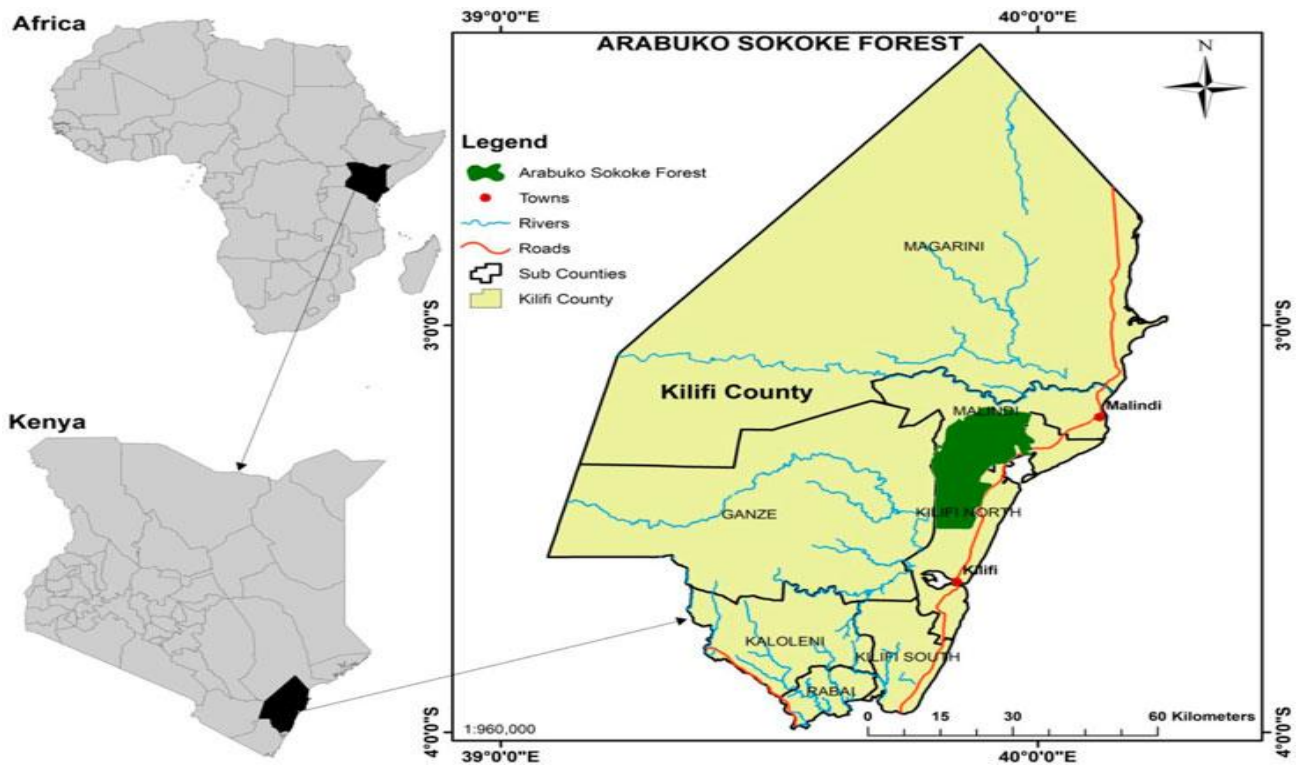 Africa
Kenya
39°0'0"E
40°0'0"E
ARABUKO SOKOKE FOREST
N
Legend
Arabuko Sokoke Forest
Towns
Rivers
Roads
Sub Counties
Kilifi County
MAGARINI
3°0'0"S
3°0'0"S
Kilifi County
MALINDI
Malindi
GANZE
KILIFI NORTH
Kilifi
KALOLENI
KILIFI SOUTH
RABAI
0 15 30 60 Kilometers
1:960,000
4°0'0"S
4°0'0"S
39°0'0"E
40°0'0"E